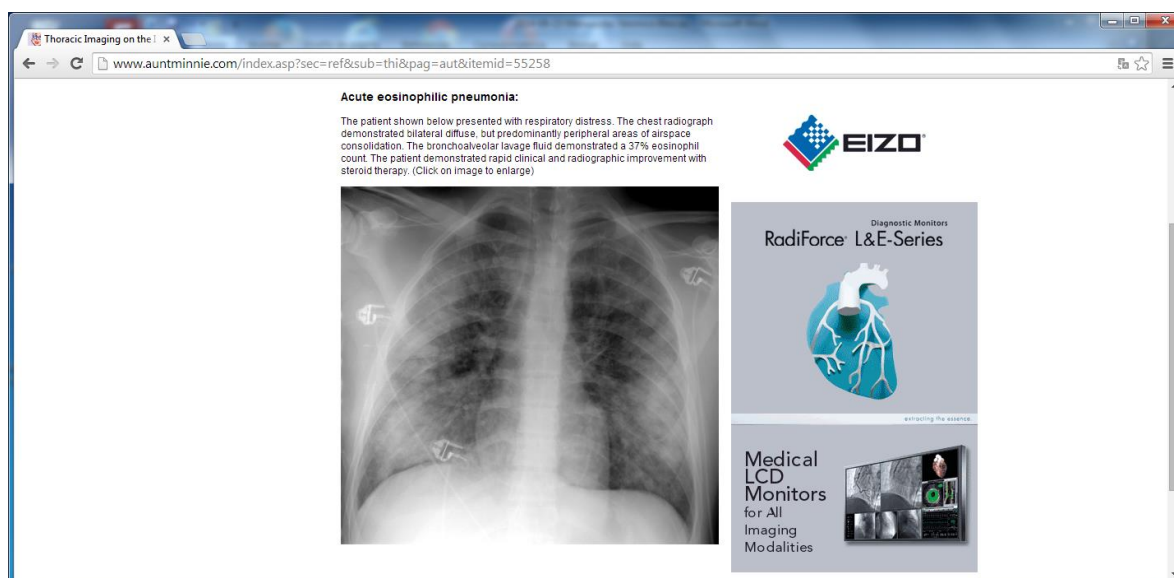 Thoracic Imaging on the I
www.auntminnie.com/index.asp?sec=ref&sub=thi&pag=aut&itemid=55258
Acute eosinophilic pneumonia:
The patient shown below presented with respiratory distress. The chest radiograph
demonstrated bilateral diffuse, but predominantly peripheral areas of airspace
consolidation. The bronchoalveolar lavage fluid demonstrated a 37% eosinophil
count. The patient demonstrated rapid clinical and radiographic improvement with
steroid therapy. (Click on image to enlarge)
EIZO
Diagnostic Monitors
RadiForce L&E-Series
extracting the essence.
Medical
LCD
Monitors
for All
Imaging
Modalities